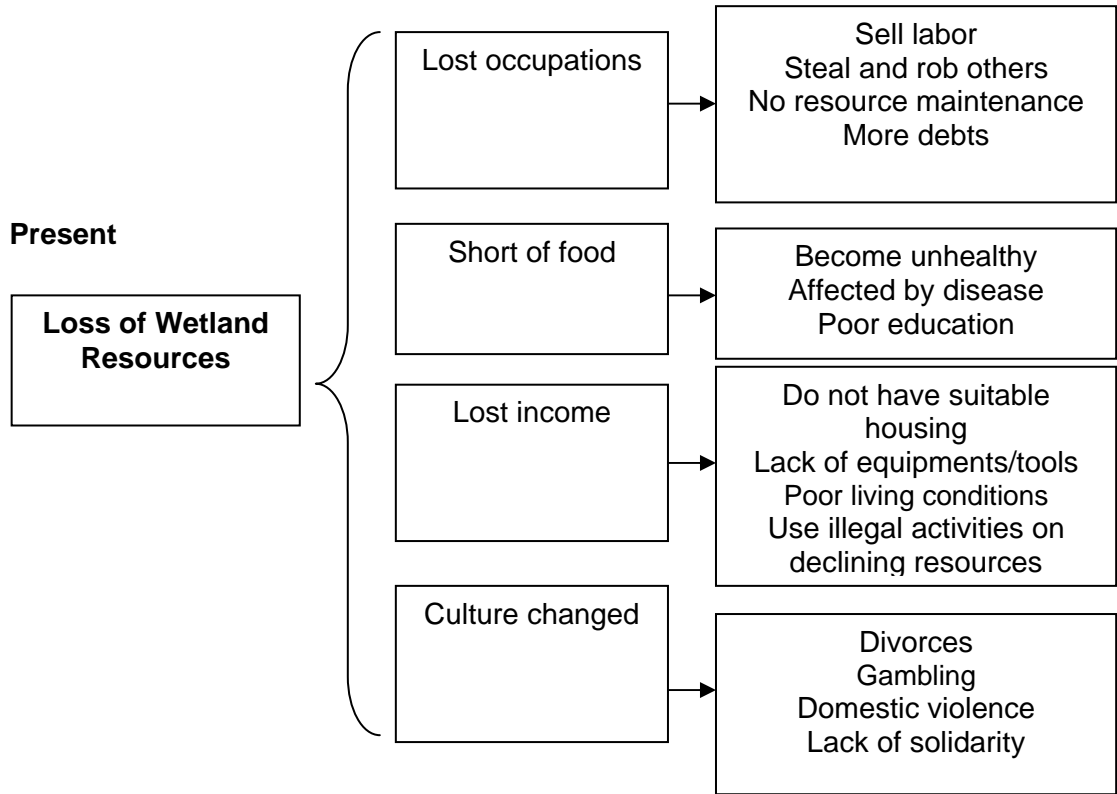 Present
Loss of Wetland
Resources
Lost occupations
Sell labor
Steal and rob others
No resource maintenance
More debts
Short of food
Become unhealthy
Affected by disease
Poor education
Lost income
Do not have suitable
housing
Lack of equipments/tools
Poor living conditions
Use illegal activities on
declining resources
Culture changed
Divorces
Gambling
Domestic violence
Lack of solidarity